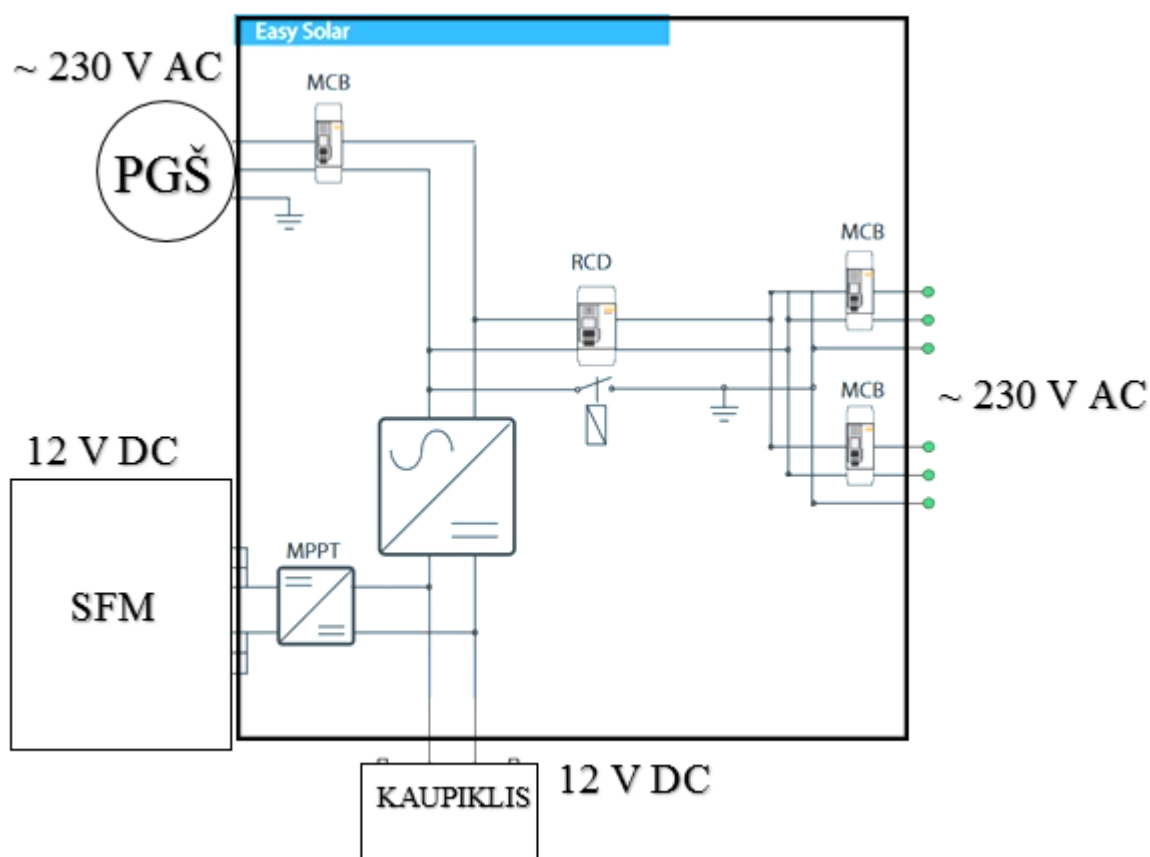 Easy Solar
~ 230 V AC
MCB
PGŠ
MCB
RCD
~ 230 V AC
MCB
12 V DC
MPPT
SFM
12 V DC
KAUPIKLIS